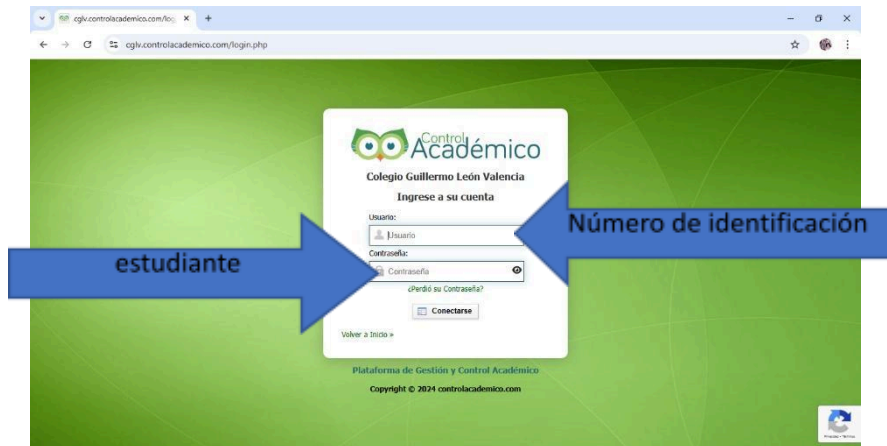 cglv.controlacademico.com/log
cglv.controlacademico.com/login.php
Control
Académico
Colegio Guillermo León Valencia
Ingrese a su cuenta
Usuario:
Usuario
Número de identificación
Contraseña:
Contraseña
estudiante
¿Perdió su Contraseña?
Conectarse
Volver a Inicio »
Plataforma de Gestión y Control Académico
Copyright © 2024 controlacademico.com